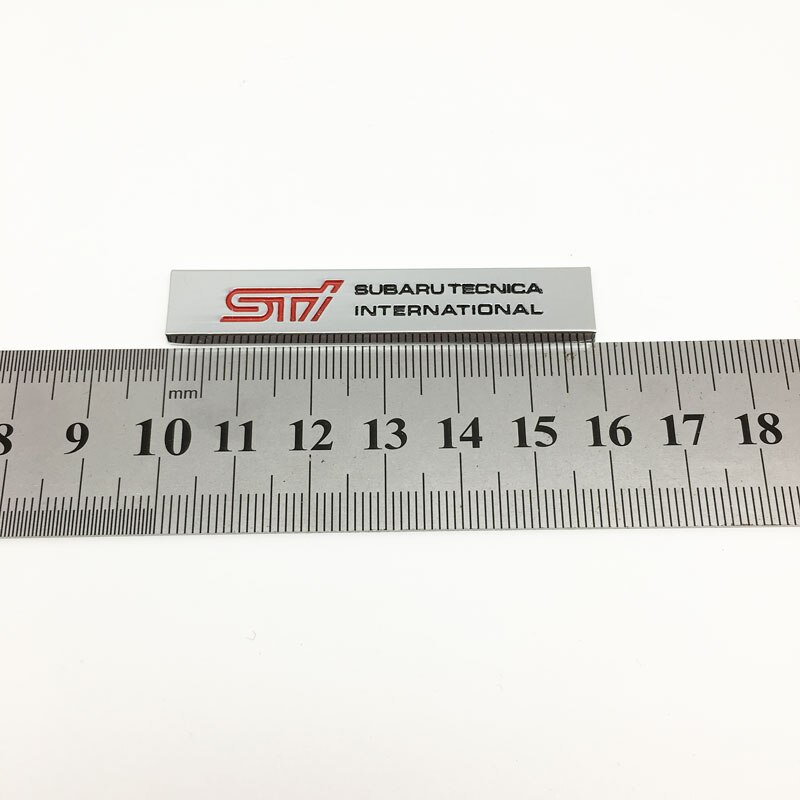 STI SUBARU TECNICA
INTERNATIONAL
mm
8 9 10 11 12 13 14 15 16 17 18